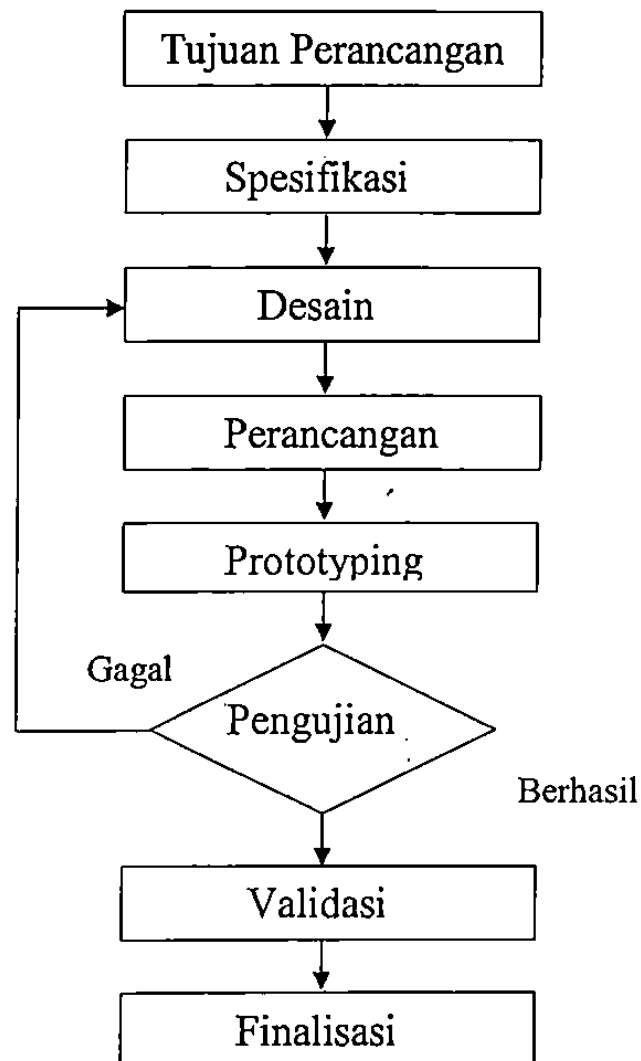 Tujuan Perancangan
Spesifikasi
Desain
Perancangan
Prototyping
Gagal
Pengujian
Berhasil
Validasi
Finalisasi